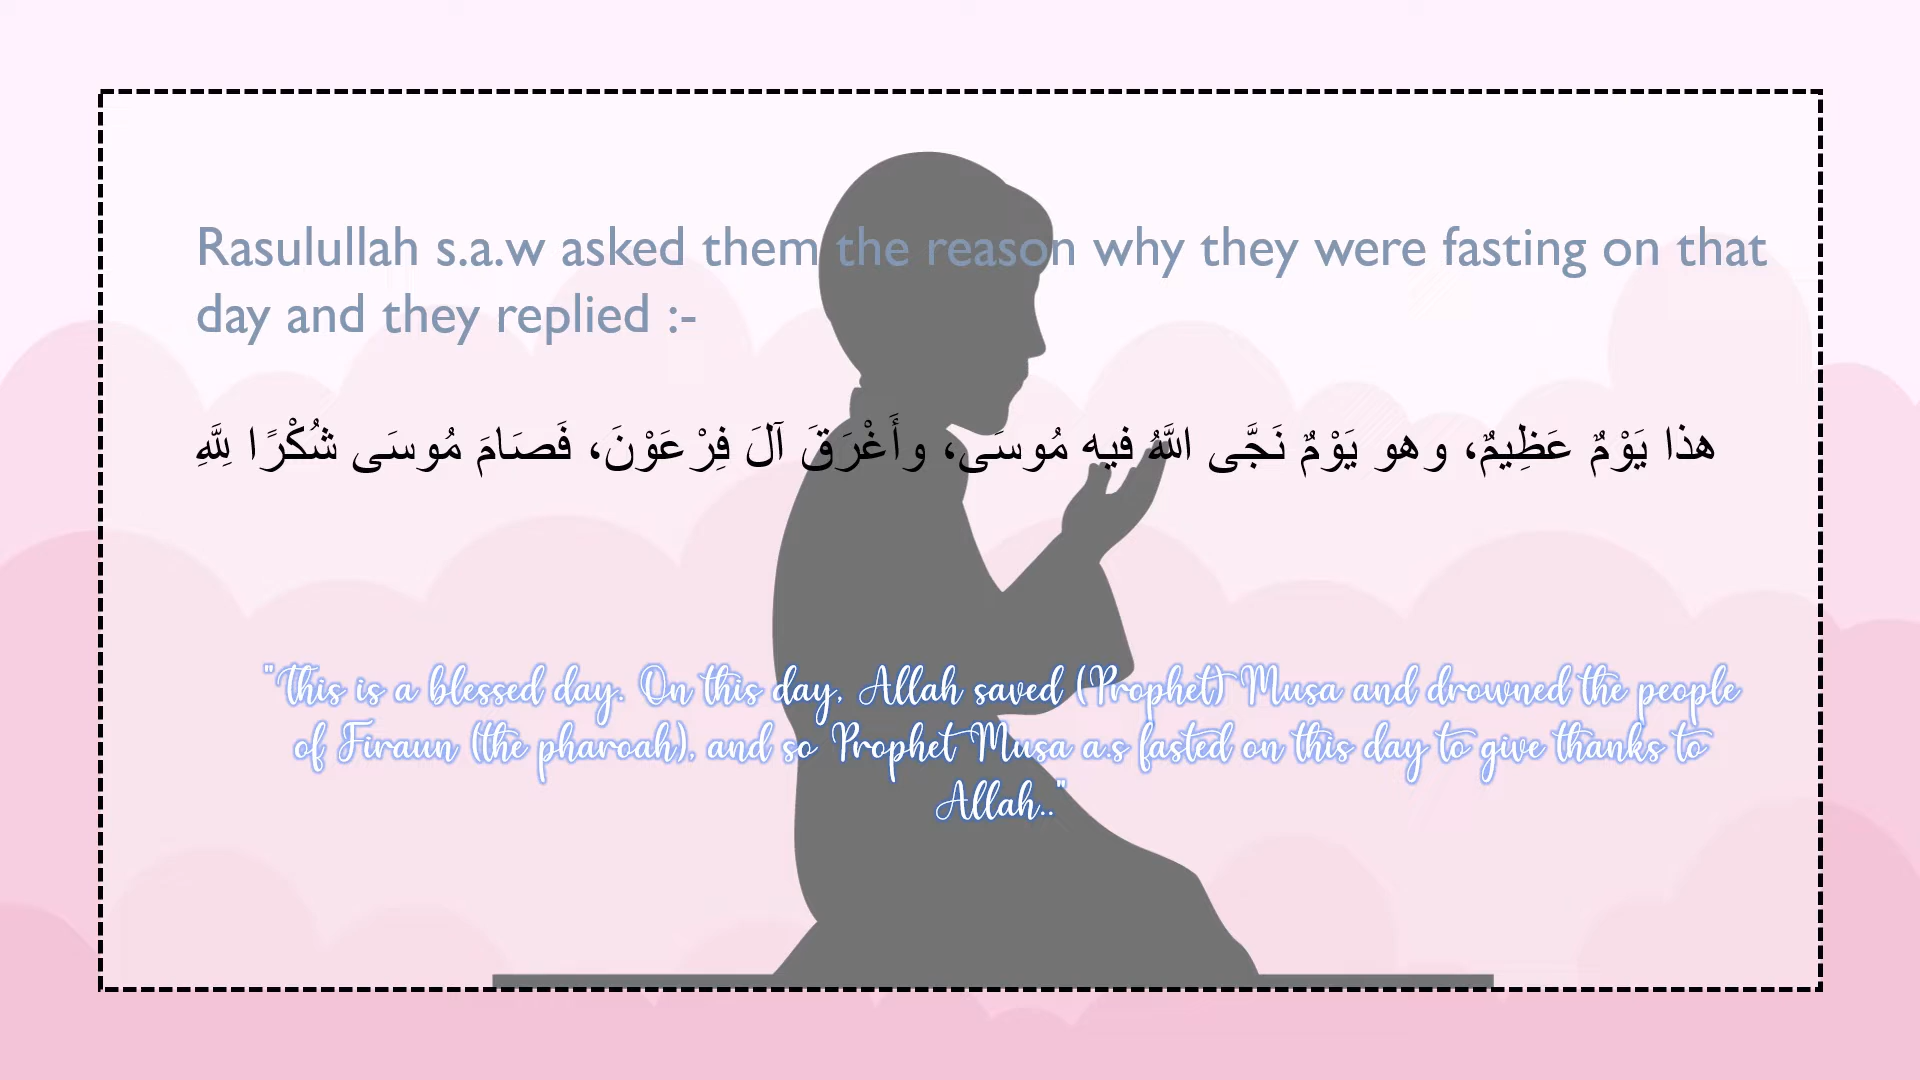 Rasulullah s.a.w asked them the reason why they were fasting on that
day and they replied :-
هذا يَوْمٌ عَظِيمٌ، وهو يَوْمٌ نَجَّى اللَّهُ فيه مُوسَى، وأَغْرَقَ آلَ فِرْعَوْنَ، فَصَامَ مُوسَى شُكْرًا لِلَّهِ
"This is a blessed day. On this day, Allah saved (Prophet) Musa and drowned the people
of Firaun (the pharoah), and so Prophet Musa a.s fasted on this day to give thanks to
Allah.."